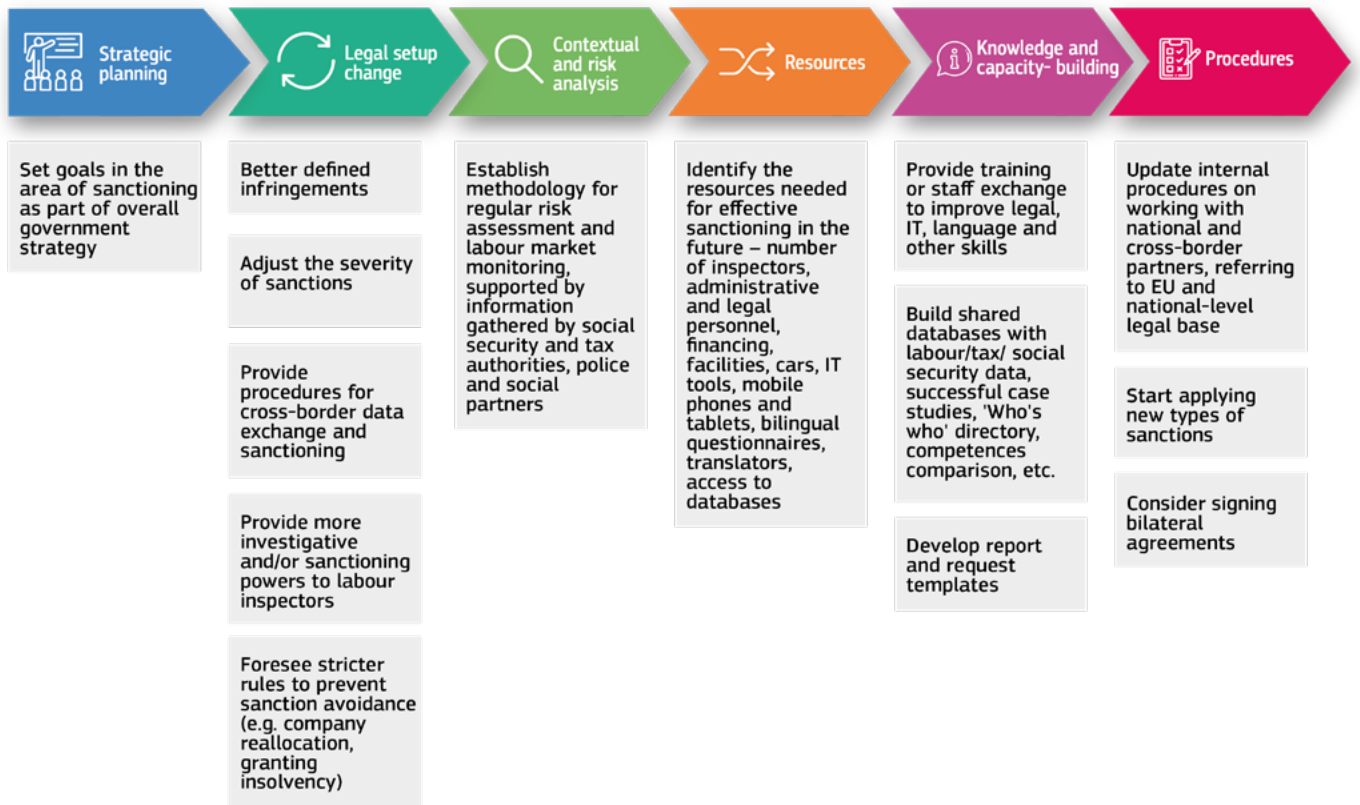 Strategic
planning
Legal setup
change
Contextual
and risk
analysis
Resources
Knowledge and
capacity- building
Procedures
Set goals in the
area of sanctioning
as part of overall
government
strategy
Better defined
infringements
Adjust the severity
of sanctions
Provide
procedures for
cross-border data
exchange and
sanctioning
Provide more
investigative
and/or sanctioning
powers to labour
inspectors
Foresee stricter
rules to prevent
sanction avoidance
(e.g. company
reallocation,
granting
insolvency)
Establish
methodology for
regular risk
assessment and
labour market
monitoring,
supported by
information
gathered by social
security and tax
authorities, police
and social
partners
Identify the
resources needed
for effective
sanctioning in the
future – number
of inspectors,
administrative
and legal
personnel,
financing,
facilities, cars, IT
tools, mobile
phones and
tablets, bilingual
questionnaires,
translators,
access to
databases
Provide training
or staff exchange
to improve legal,
IT, language and
other skills
Build shared
databases with
labour/tax/ social
security data,
successful case
studies, 'Who's
who' directory,
competences
comparison, etc.
Develop report
and request
templates
Update internal
procedures on
working with
national and
cross-border
partners, referring
to EU and
national-level
legal base
Start applying
new types of
sanctions
Consider signing
bilateral
agreements